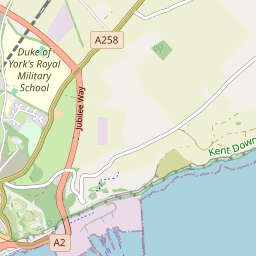 A258
Duke of
York's Royal
Military
School
Jubilee Way
Kent Down
A2